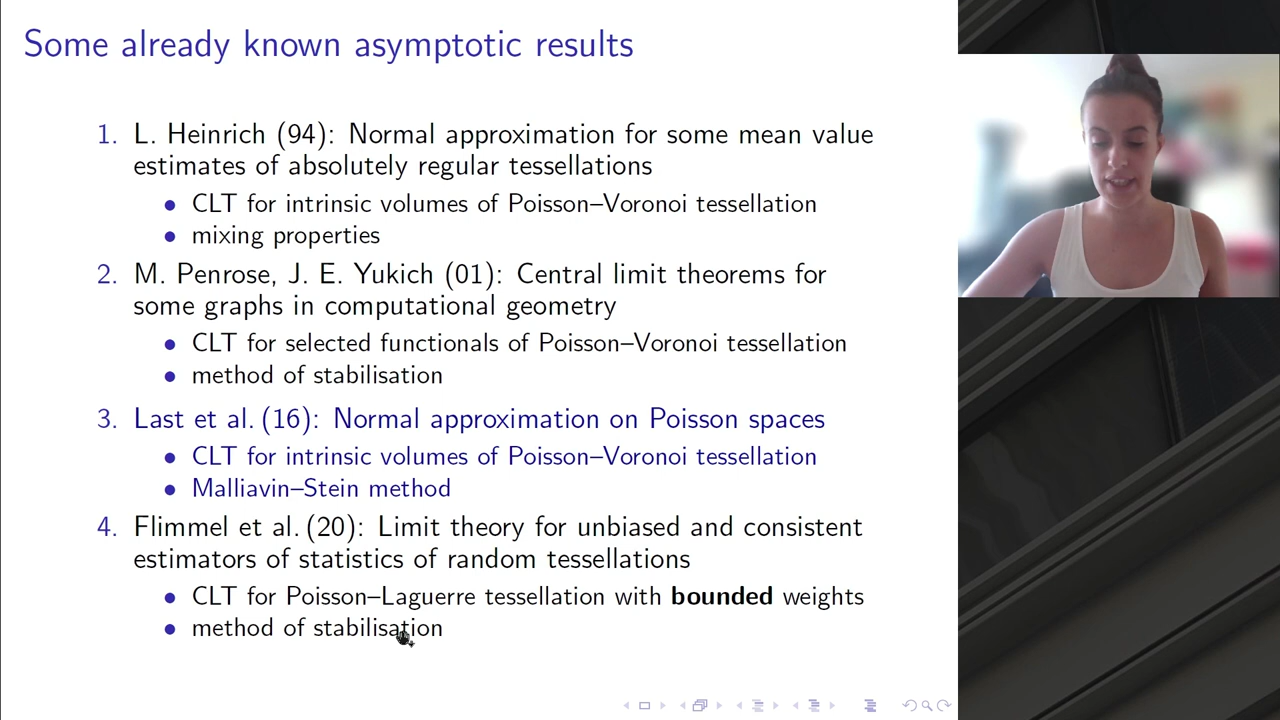 Some already known asymptotic results
1. L. Heinrich (94): Normal approximation for some mean value
estimates of absolutely regular tessellations
• CLT for intrinsic volumes of Poisson–Voronoi tessellation
• mixing properties
2. M. Penrose, J. E. Yukich (01): Central limit theorems for
some graphs in computational geometry
• CLT for selected functionals of Poisson–Voronoi tessellation
• method of stabilisation
3. Last et al. (16): Normal approximation on Poisson spaces
• CLT for intrinsic volumes of Poisson–Voronoi tessellation
• Malliavin–Stein method
4. Flimmel et al. (20): Limit theory for unbiased and consistent
estimators of statistics of random tessellations
• CLT for Poisson–Laguerre tessellation with bounded weights
• method of stabilisation